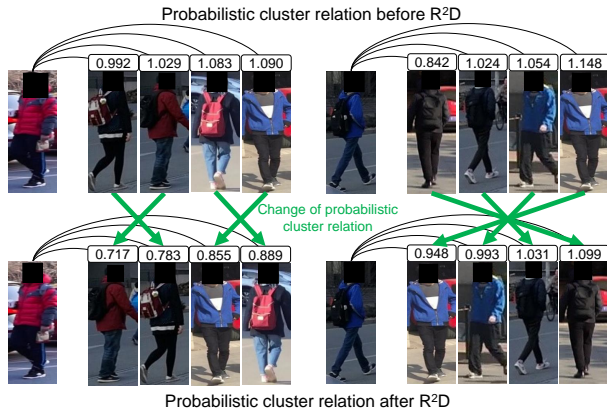 Probabilistic cluster relation before R²D
0.992 1.029 1.083 1.090
0.842 1.024 1.054 1.148
Change of probabilistic
cluster relation
0.717 0.783 0.855 0.889
0.948 0.993 1.031 1.099
Probabilistic cluster relation after R²D